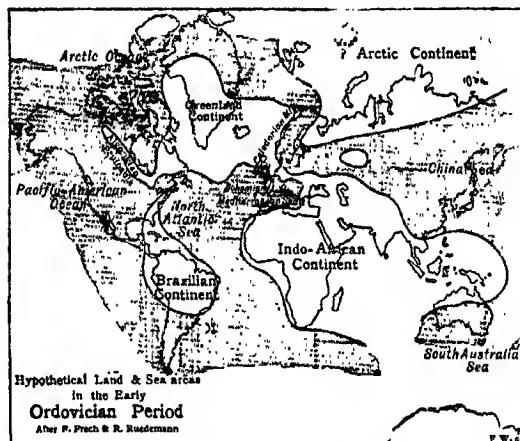 Arctic Ocean
? Arctic Continent
Greenland
Continent
China Sea
Pacific-American
Ocean
North
Atlantic
Sea
Indo-African
Continent
Brazilian
Continent
South Australia
Sea
Hypothetical Land & Sea areas
in the Early
Ordovician Period
After F. Frech & R. Ruedemann